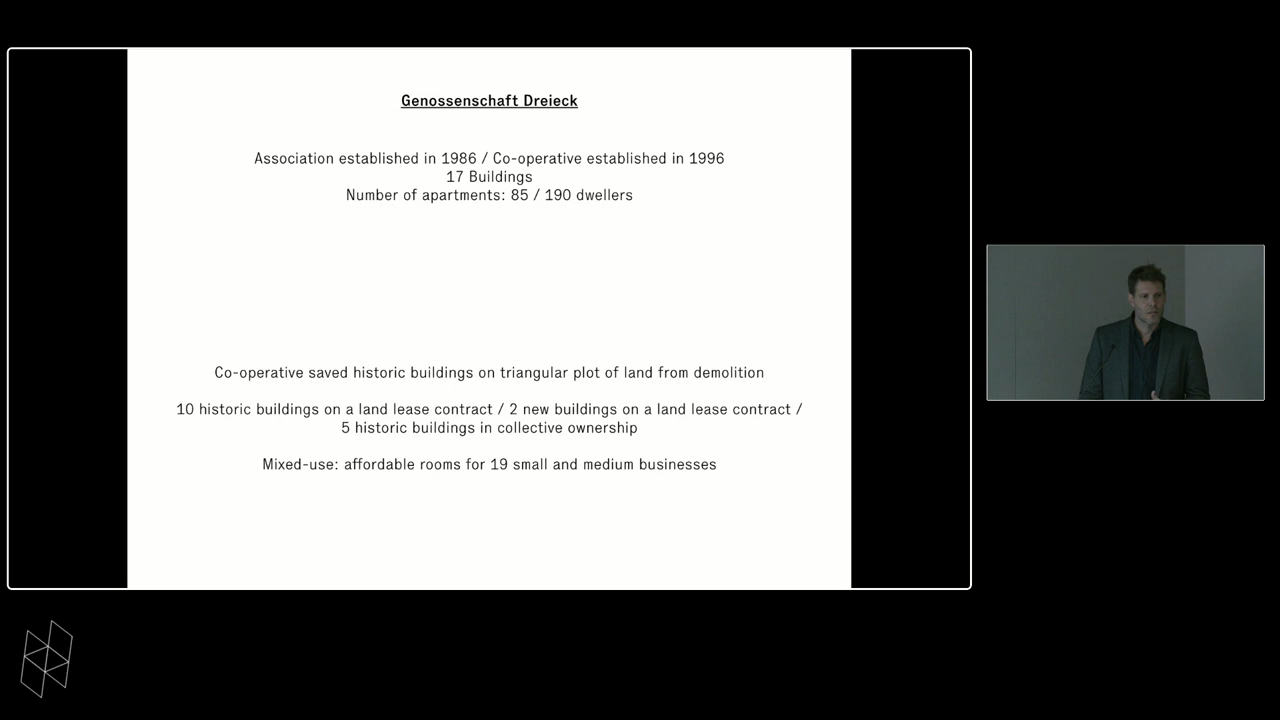 Genossenschaft Dreieck
Association established in 1986 / Co-operative established in 1996
17 Buildings
Number of apartments: 85 / 190 dwellers
Co-operative saved historic buildings on triangular plot of land from demolition
10 historic buildings on a land lease contract / 2 new buildings on a land lease contract /
5 historic buildings in collective ownership
Mixed-use: affordable rooms for 19 small and medium businesses